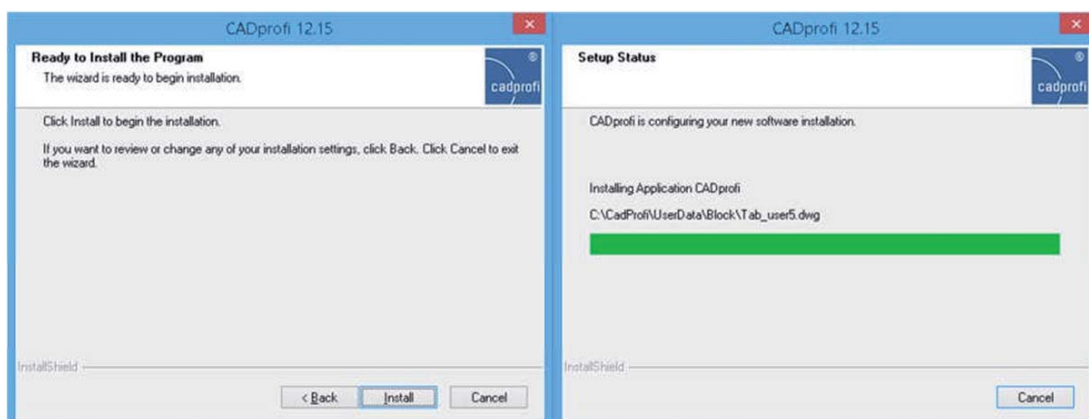 CADprofi 12.15
Ready to Install the Program
The wizard is ready to begin installation.
®
cadprofi
Click Install to begin the installation.
If you want to review or change any of your installation settings, click Back. Click Cancel to exit
the wizard.
InstallShield
< Back
Install
Cancel
CADprofi 12.15
Setup Status
®
cadprofi
CADprofi is configuring your new software installation.
Installing Application CADprofi
C:\CadProfi\UserData\Block\Tab_user5.dwg
InstallShield
Cancel